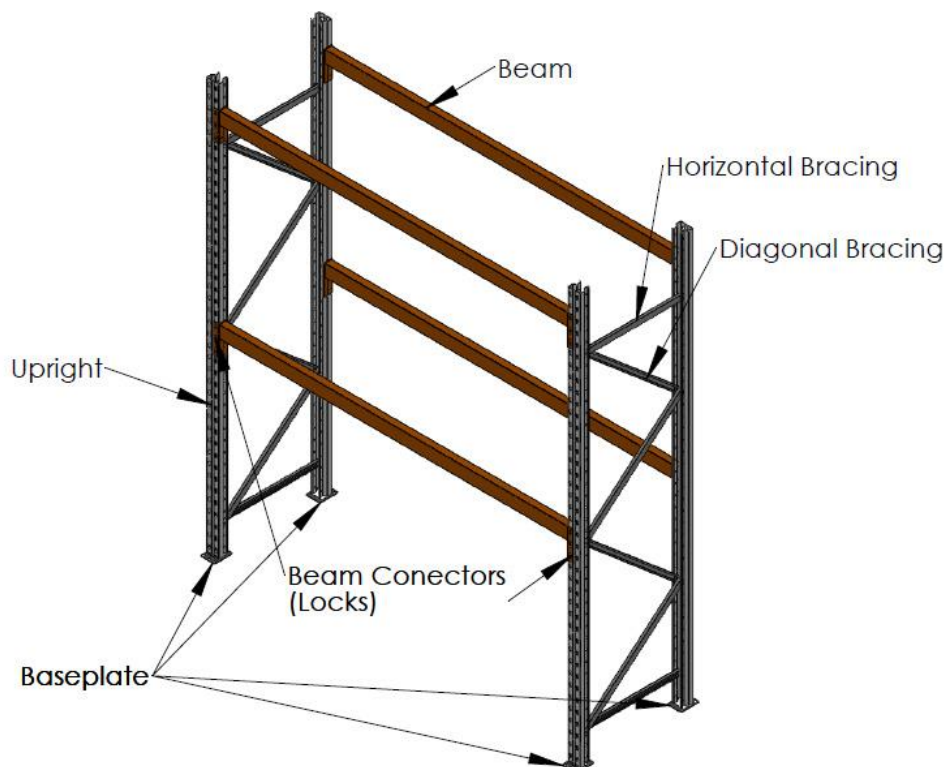 Beam
Horizontal Bracing
Diagonal Bracing
Upright
Beam Conectors
(Locks)
Baseplate